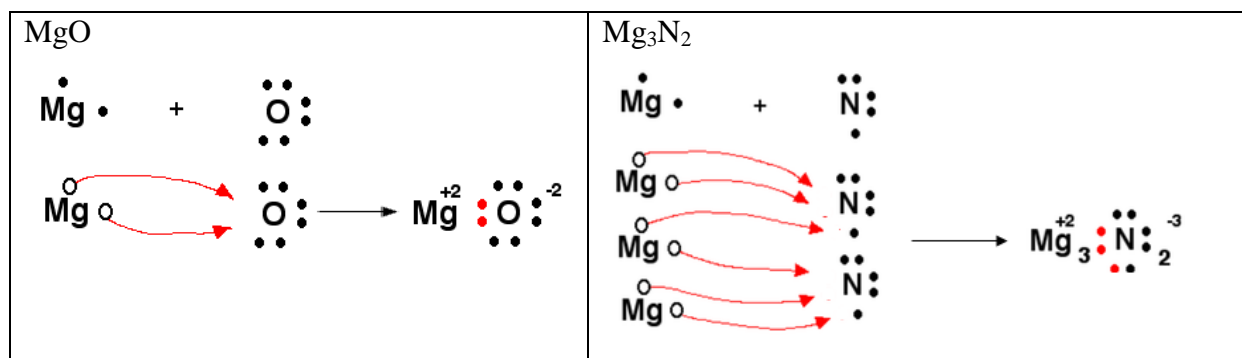 MgO
Mg + O
Mg O Mg +2 O -2
Mg₃N₂
Mg + N
Mg N
Mg N Mg +2 3 N 2 -3
Mg